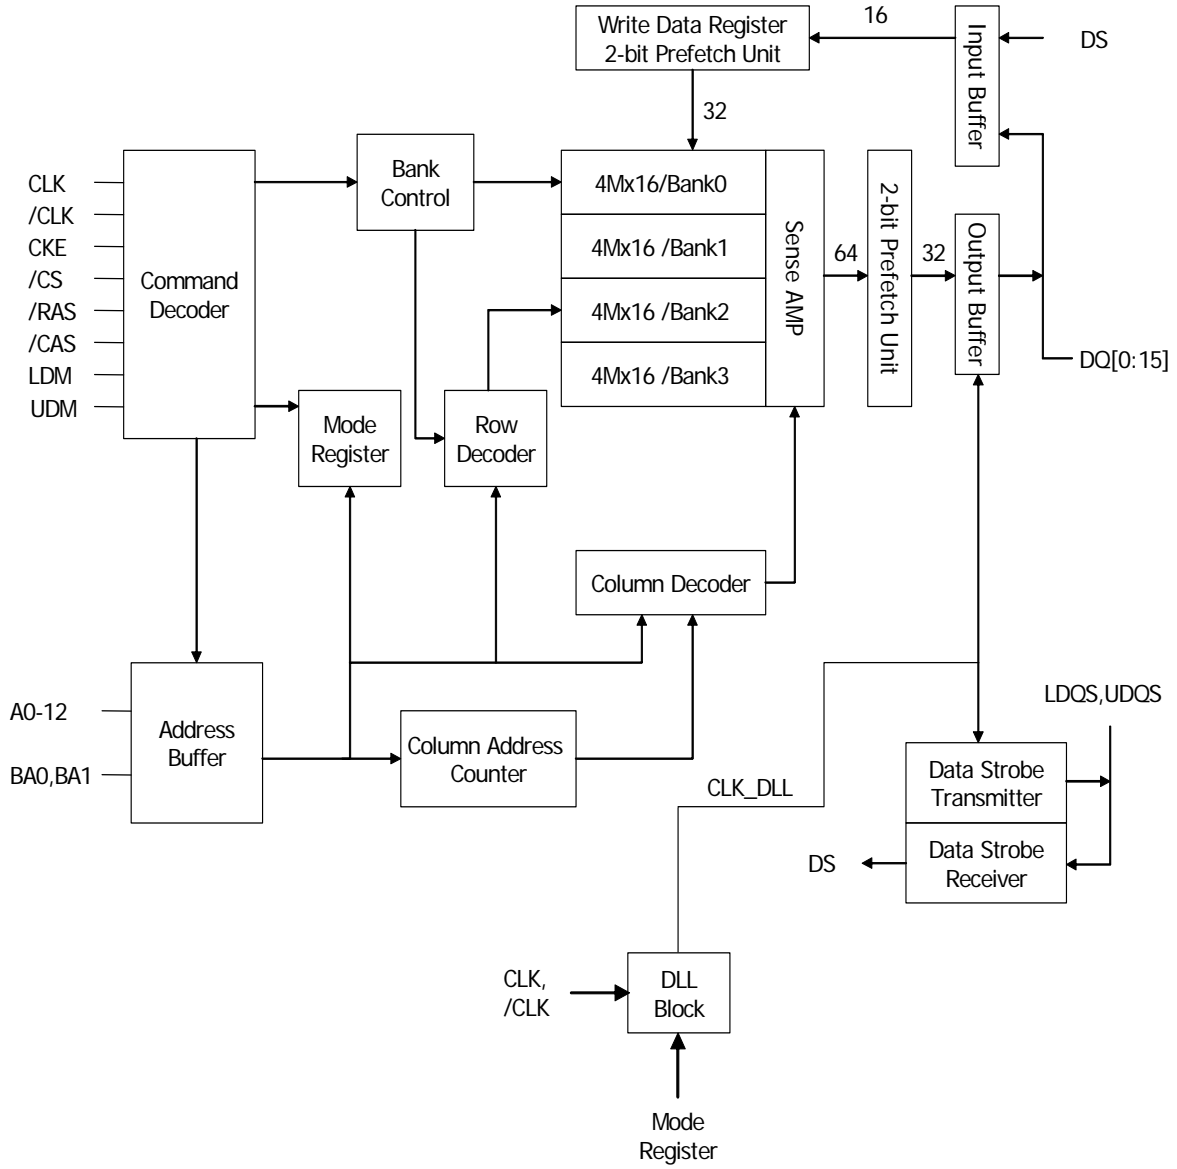 Write Data Register
2-bit Prefetch Unit
16
Input Buffer
DS
32
CLK
/CLK
CKE
/CS
/RAS
/CAS
LDM
UDM
Command
Decoder
Bank
Control
4Mx16/Bank0
4Mx16 /Bank1
4Mx16 /Bank2
4Mx16 /Bank3
Sense AMP
64
2-bit Prefetch Unit
32
Output Buffer
DQ[0:15]
Mode
Register
Row
Decoder
Column Decoder
A0-12
BA0,BA1
Address
Buffer
Column Address
Counter
LDQS,UDQS
CLK_DLL
Data Strobe
Transmitter
Data Strobe
Receiver
DS
CLK,
/CLK
DLL
Block
Mode
Register